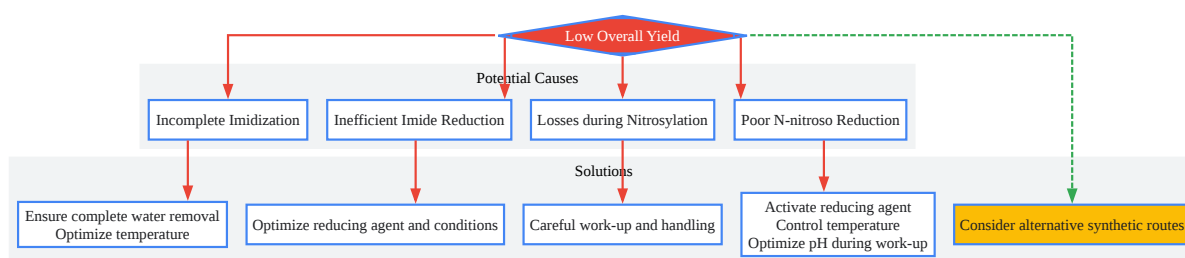 Low Overall Yield
Potential Causes
Incomplete Imidization
Inefficient Imide Reduction
Losses during Nitrosylation
Poor N-nitroso Reduction
Solutions
Ensure complete water removal
Optimize temperature
Optimize reducing agent and conditions
Careful work-up and handling
Activate reducing agent
Control temperature
Optimize pH during work-up
Consider alternative synthetic routes